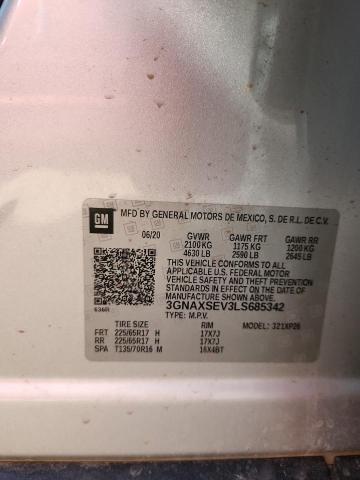 GM MFD BY GENERAL MOTORS DE MEXICO, S. DE R.L. DE C.V.
06/20 GVWR GAWR FRT GAWR RR
2100 KG 1175 KG 1200 KG
4630 LB 2590 LB 2645 LB
THIS VEHICLE CONFORMS TO ALL
APPLICABLE U.S. FEDERAL MOTOR
VEHICLE SAFETY AND THEFT PREVENTION
STANDARDS IN EFFECT ON THE DATE OF
MANUFACTURE SHOWN ABOVE.
3GNAXSEV3LS685342
636R TYPE: M.P.V. MODEL: 321XP26
TIRE SIZE RIM
FRT 225/65R17 H 17X7J
RR 225/65R17 H 17X7J
SPA T135/70R16 M 16X4BT